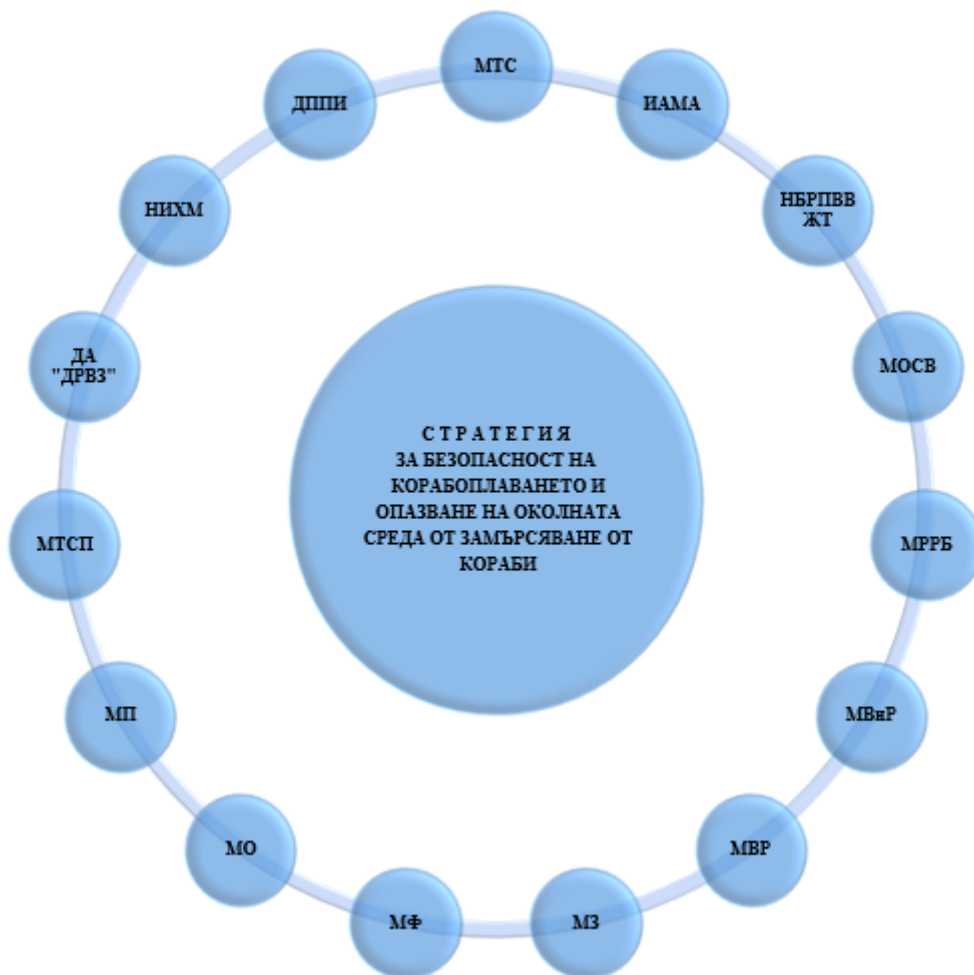 МТС
ИАМА
НБРПВВ
ЖТ
МОСВ
МРРБ
МВнР
МВР
МЗ
МФ
МО
МП
МТСП
ДА
"ДРВЗ"
НИХМ
ДППИ
С Т Р А Т Е Г И Я
ЗА БЕЗОПАСНОСТ НА
КОРАБОПЛАВАНЕТО И
ОПАЗВАНЕ НА ОКОЛНАТА
СРЕДА ОТ ЗАМЪРСЯВАНЕ ОТ
КОРАБИ